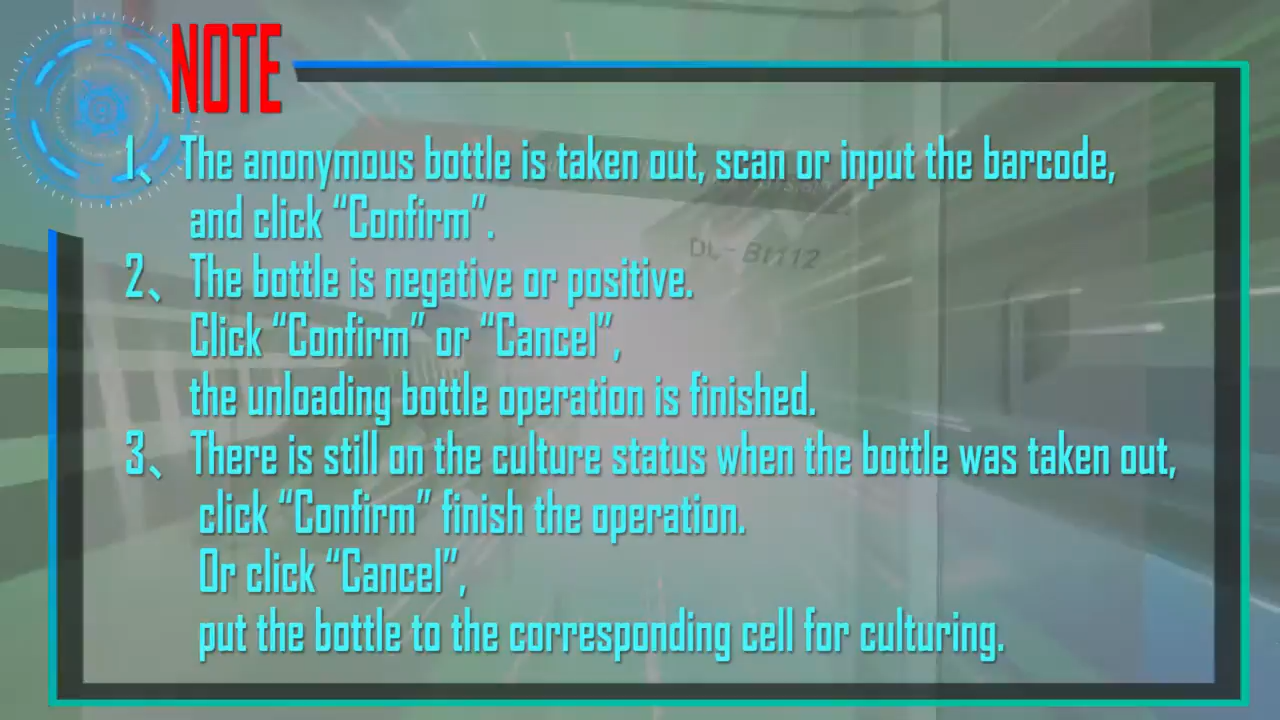 NOTE
1、 The anonymous bottle is taken out, scan or input the barcode,
and click “Confirm”.
DL-Bt112
2、 The bottle is negative or positive.
Click “Confirm” or “Cancel”,
the unloading bottle operation is finished.
3、 There is still on the culture status when the bottle was taken out,
click “Confirm” finish the operation.
Or click “Cancel”,
put the bottle to the corresponding cell for culturing.